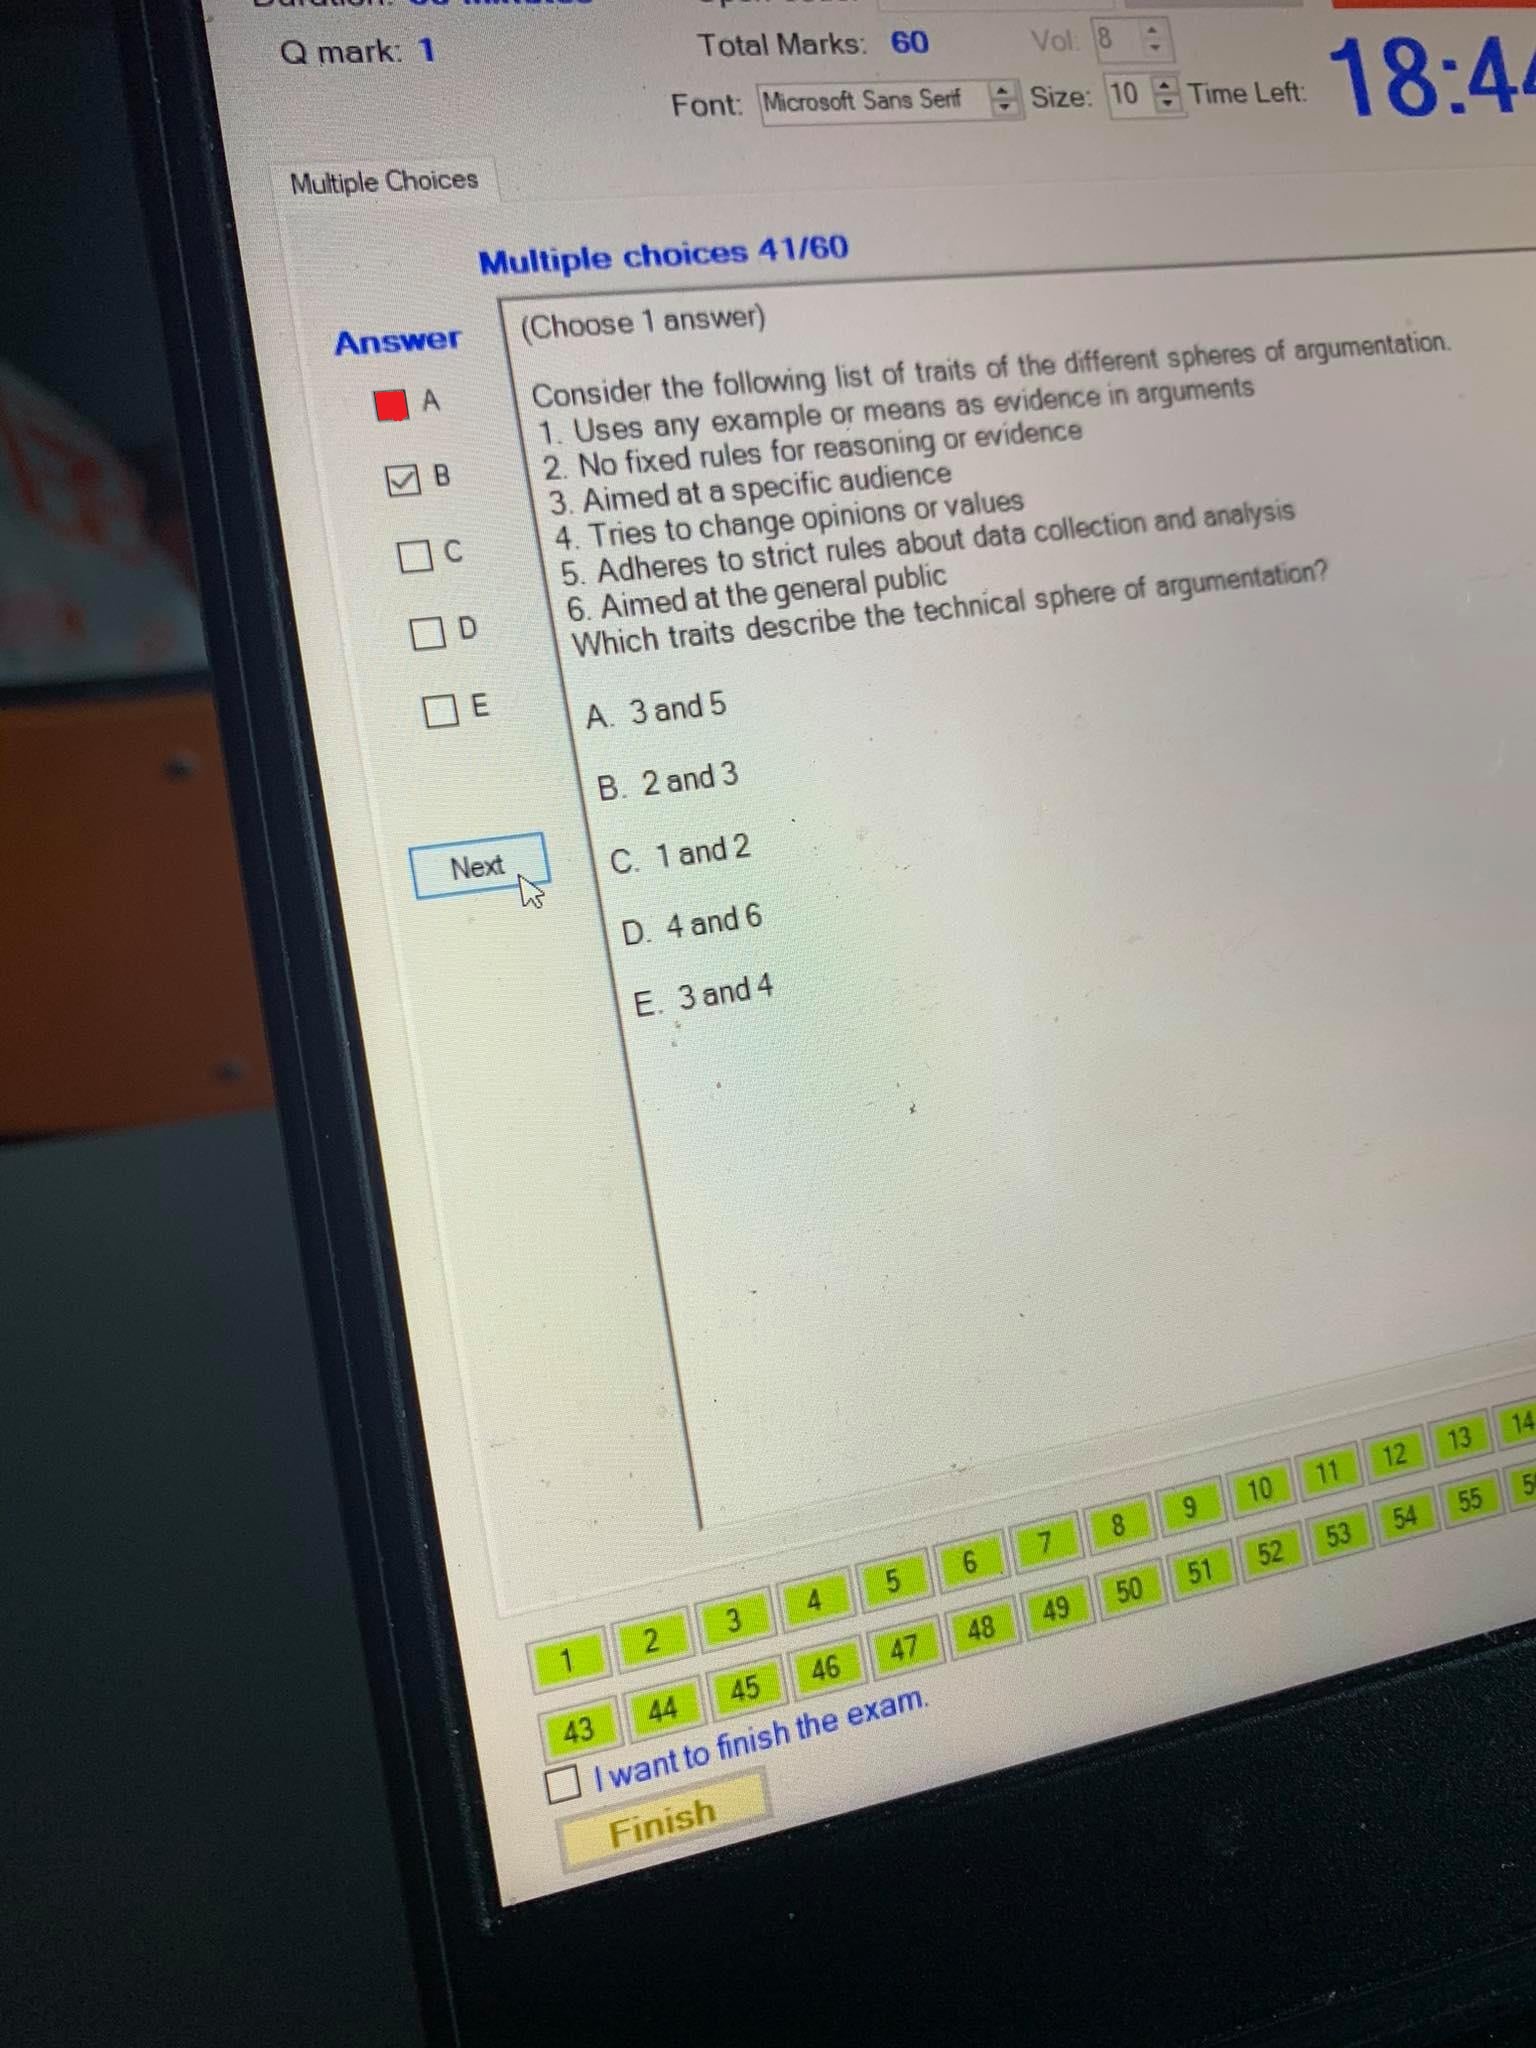 Q mark: 1
Total Marks: 60
Vol: 8
Font: Microsoft Sans Serif
Size: 10
Time Left:
Multiple Choices
Multiple choices 41/60
Answer
A
B
C
D
E
Next
(Choose 1 answer)
Consider the following list of traits of the different spheres of argumentation.
1. Uses any example or means as evidence in arguments
2. No fixed rules for reasoning or evidence
3. Aimed at a specific audience
4. Tries to change opinions or values
5. Adheres to strict rules about data collection and analysis
6. Aimed at the general public
Which traits describe the technical sphere of argumentation?
A. 3 and 5
B. 2 and 3
C. 1 and 2
D. 4 and 6
E. 3 and 4
1 2 3 4 5 6 7 8 9 10 11 12 13 14
43 44 45 46 47 48 49 50 51 52 53 54 55
I want to finish the exam.
Finish